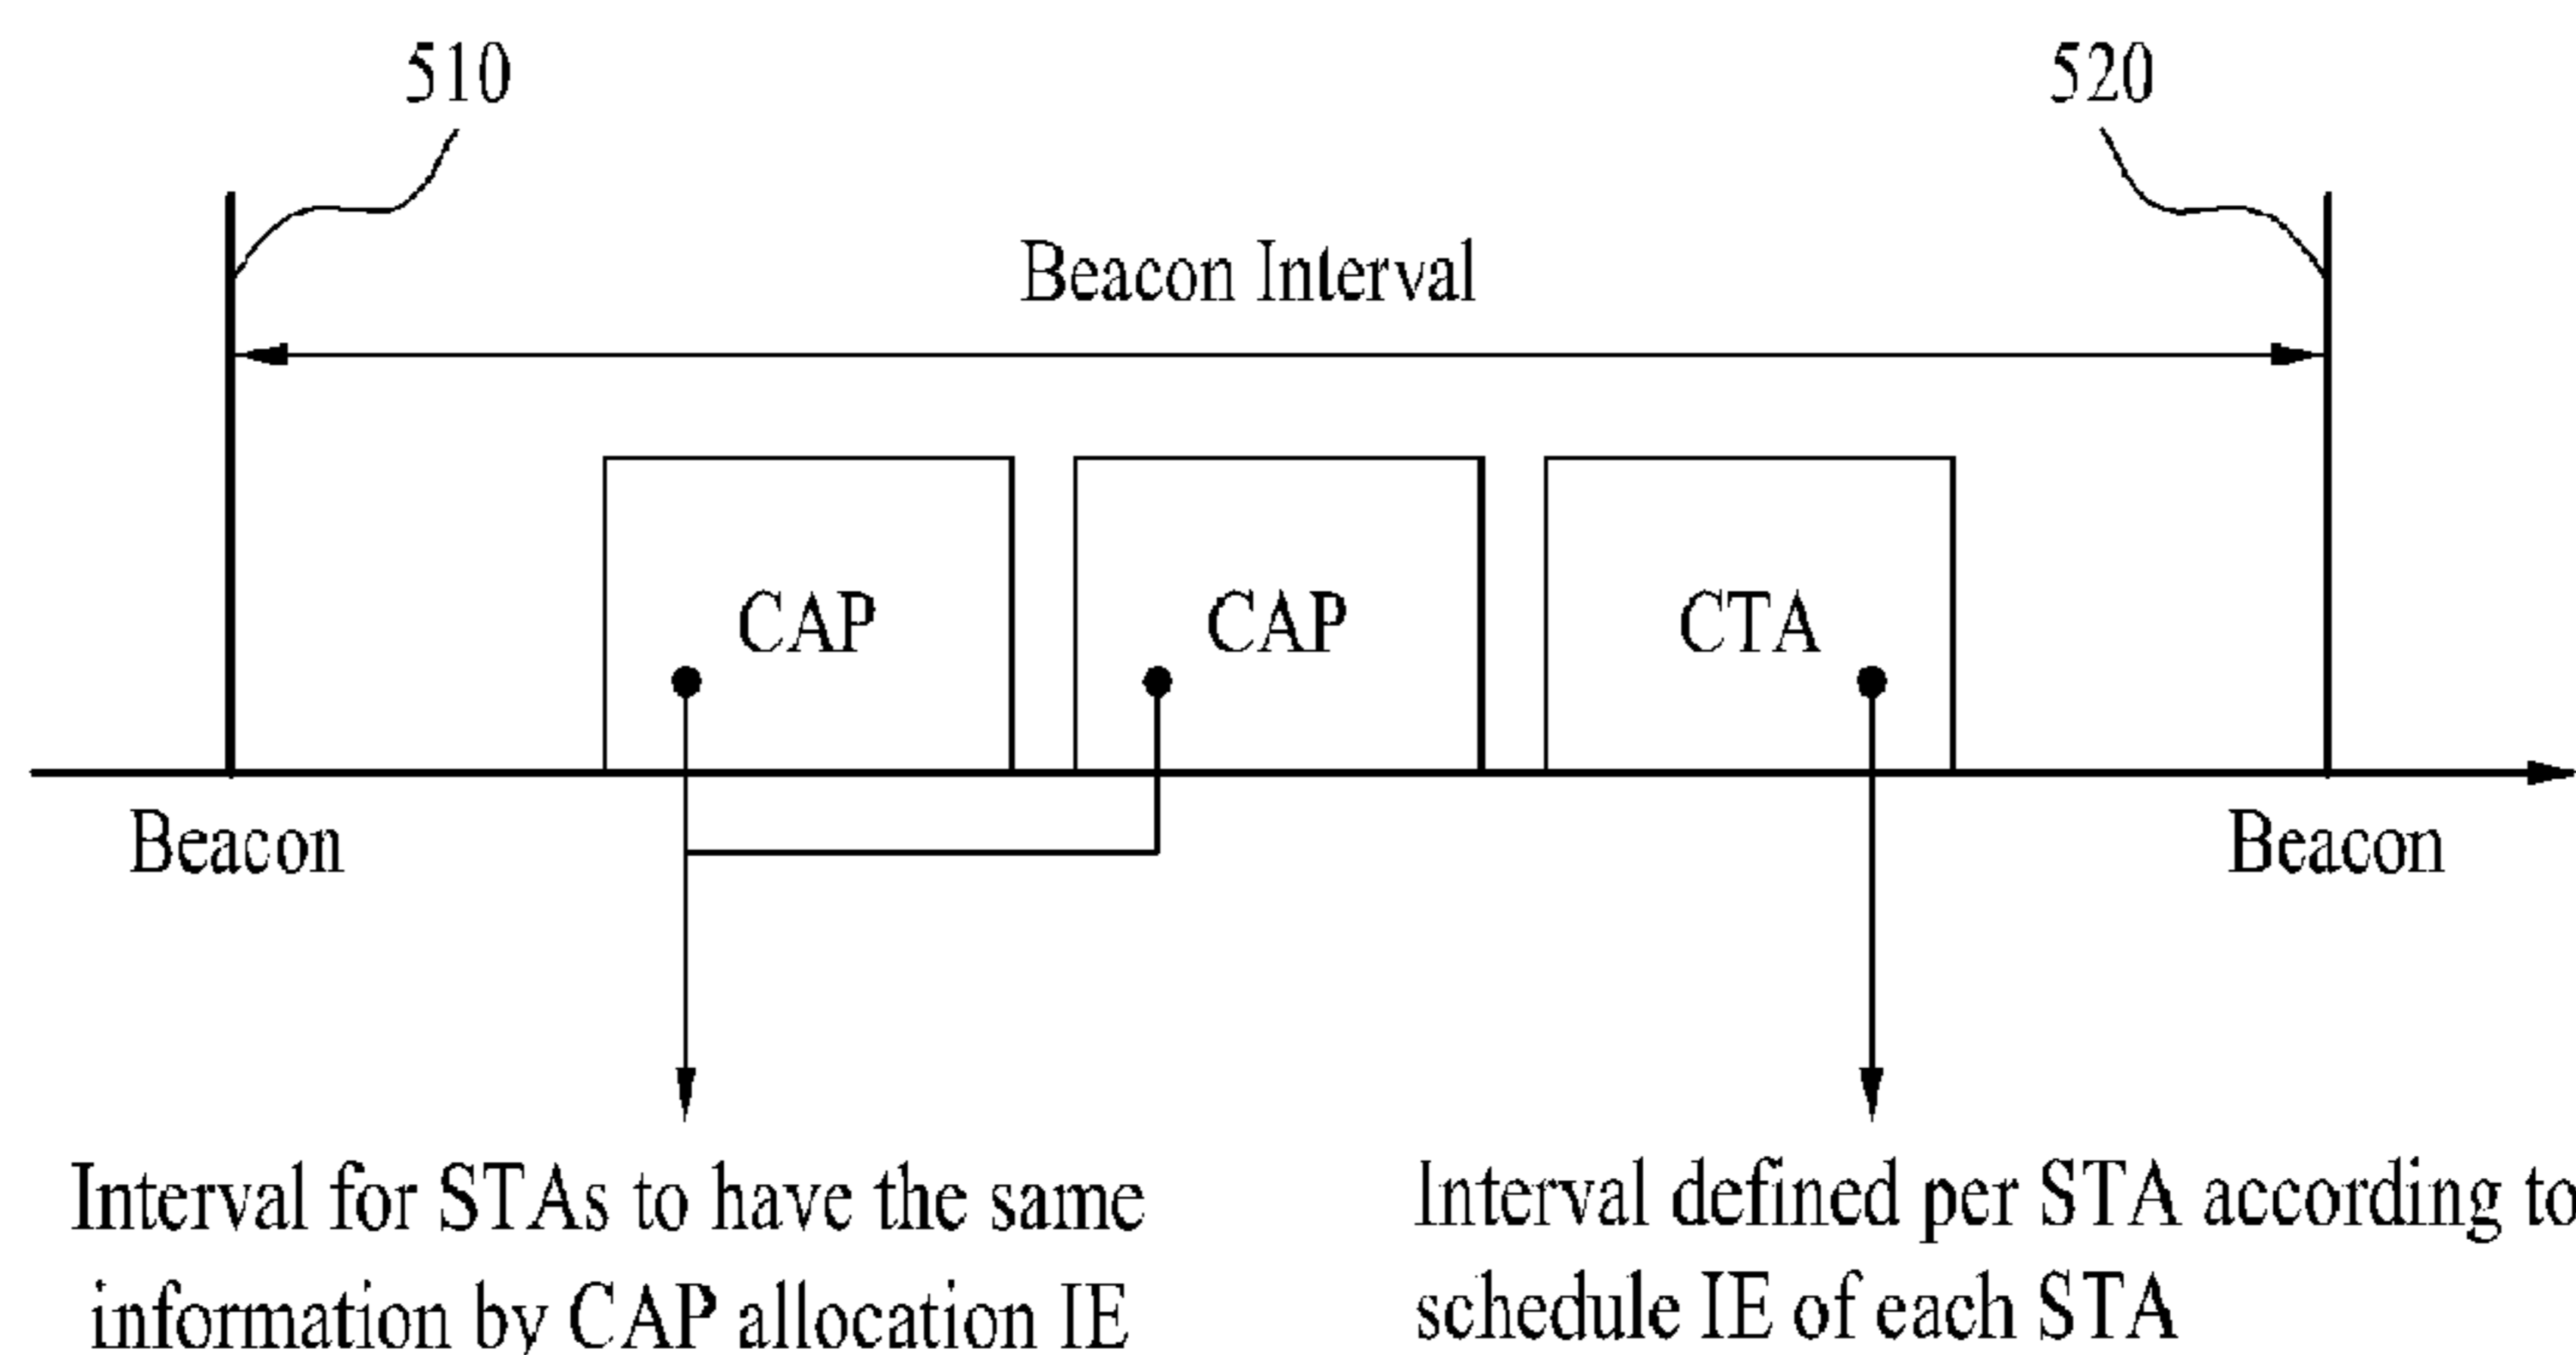 510
520
Beacon Interval
CAP
CAP
CTA
Beacon
Beacon
Interval for STAs to have the same
information by CAP allocation IE
Interval defined per STA according to
schedule IE of each STA